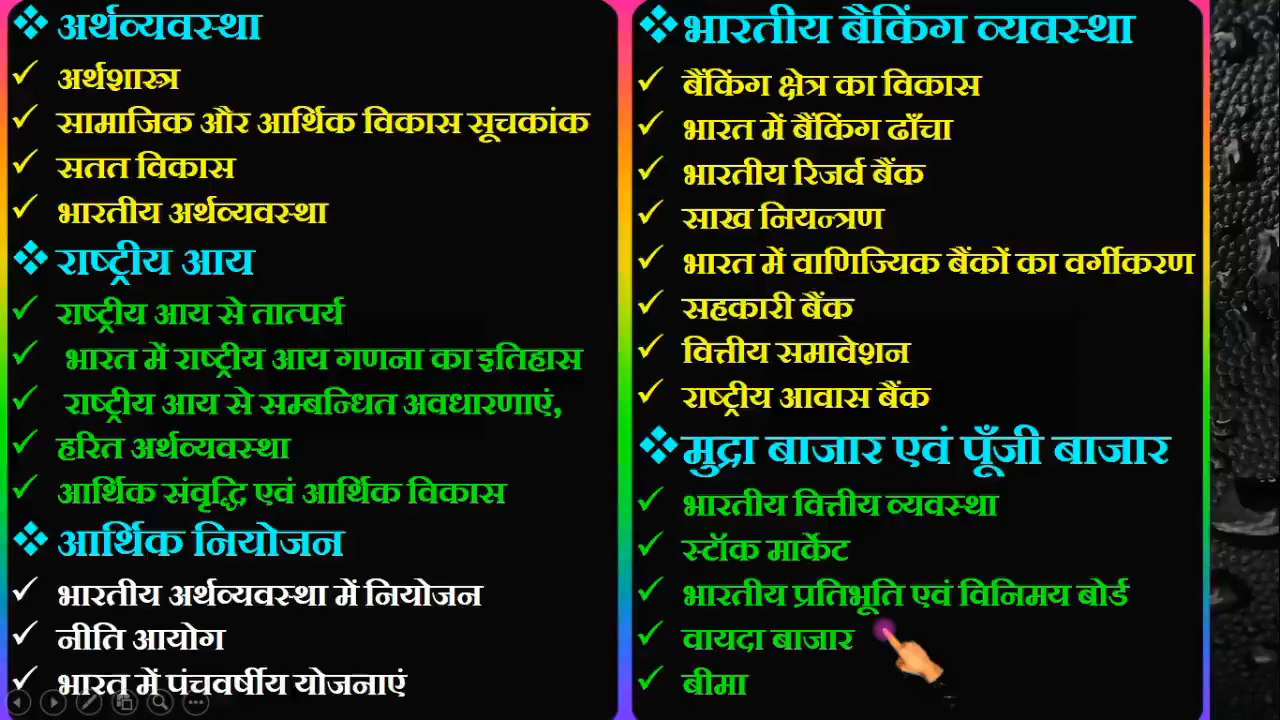 अर्थव्यवस्था
अर्थशास्त्र
सामाजिक और आर्थिक विकास सूचकांक
सतत विकास
भारतीय अर्थव्यवस्था
राष्ट्रीय आय
राष्ट्रीय आय से तात्पर्य
भारत में राष्ट्रीय आय गणना का इतिहास
राष्ट्रीय आय से सम्बन्धित अवधारणाएं,
हरित अर्थव्यवस्था
आर्थिक संवृद्धि एवं आर्थिक विकास
आर्थिक नियोजन
भारतीय अर्थव्यवस्था में नियोजन
नीति आयोग
भारत में पंचवर्षीय योजनाएं
भारतीय बैंकिंग व्यवस्था
बैंकिंग क्षेत्र का विकास
भारत में बैंकिंग ढाँचा
भारतीय रिजर्व बैंक
साख नियन्त्रण
भारत में वाणिज्यिक बैंकों का वर्गीकरण
सहकारी बैंक
वित्तीय समावेशन
राष्ट्रीय आवास बैंक
मुद्रा बाजार एवं पूँजी बाजार
भारतीय वित्तीय व्यवस्था
स्टॉक मार्केट
भारतीय प्रतिभूति एवं विनिमय बोर्ड
वायदा बाजार
बीमा